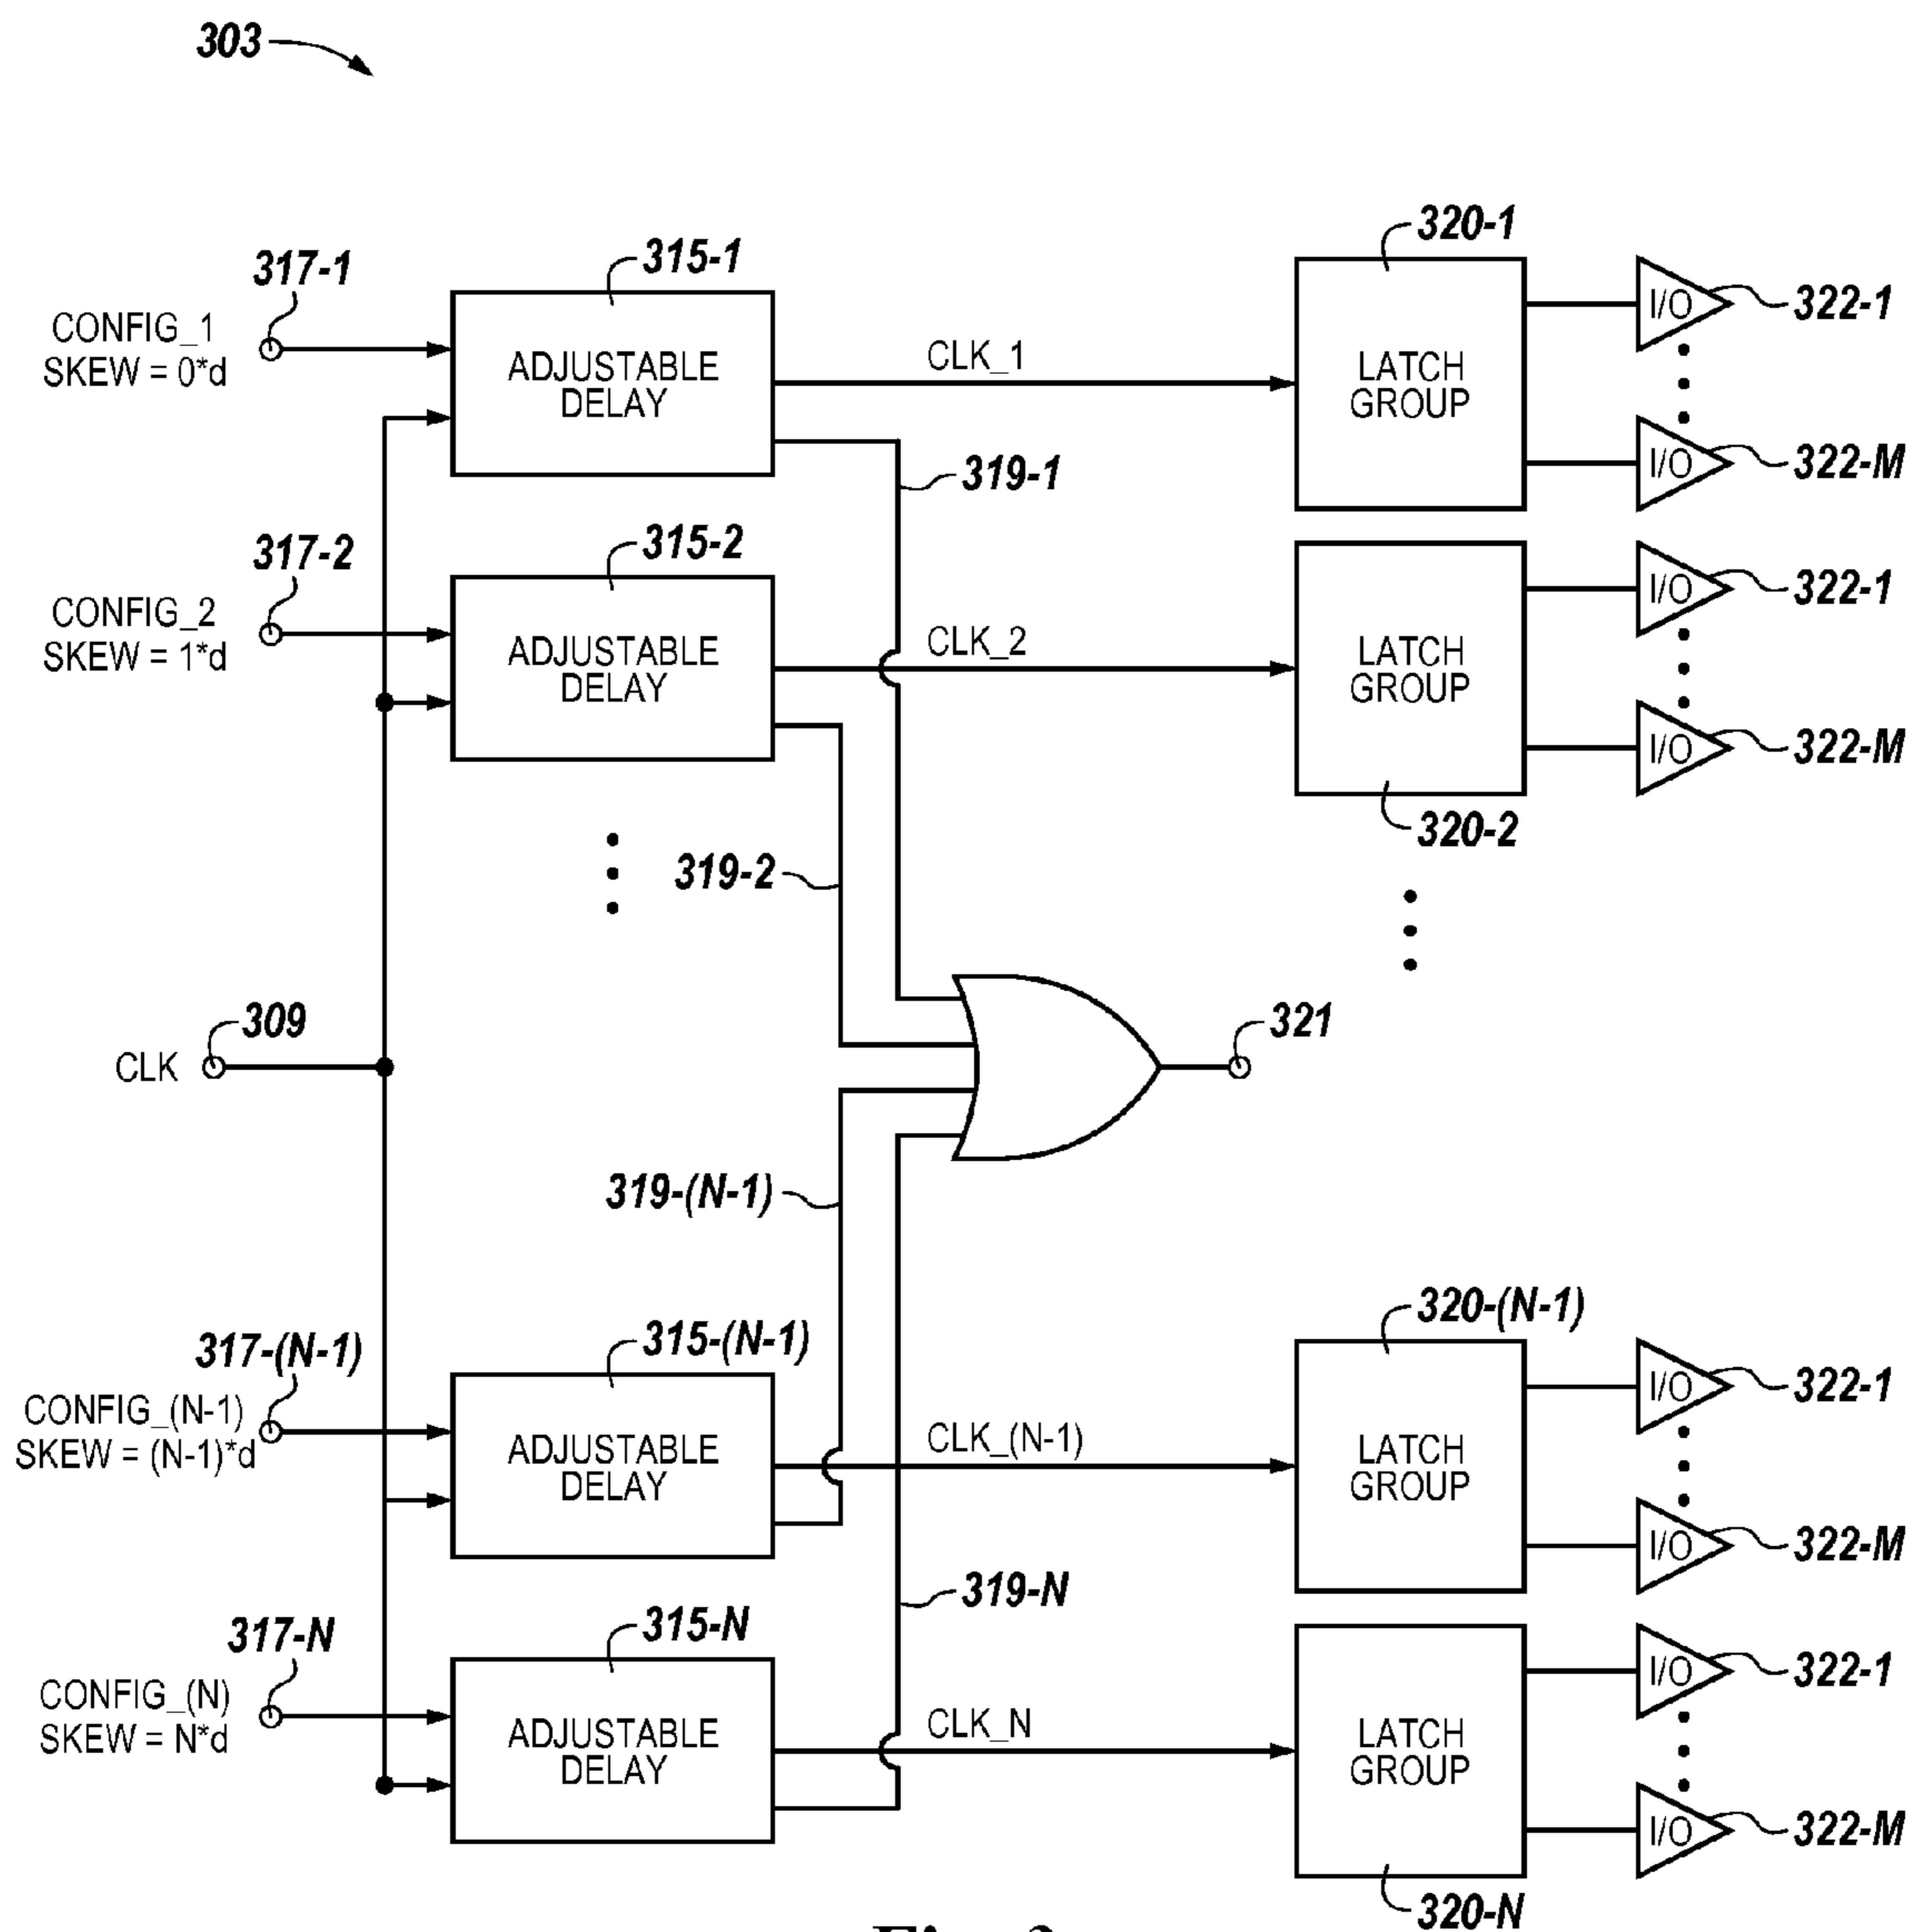 303
320-1
317-1
315-1
CONFIG_1
SKEW = 0*d
ADJUSTABLE
DELAY
CLK_1
LATCH
GROUP
I/O
322-1
319-1
I/O
322-M
317-2
315-2
CONFIG_2
SKEW = 1*d
ADJUSTABLE
DELAY
CLK_2
LATCH
GROUP
I/O
322-1
I/O
322-M
320-2
319-2
CLK
309
321
319-(N-1)
320-(N-1)
317-(N-1)
315-(N-1)
CONFIG_(N-1)
SKEW = (N-1)*d
ADJUSTABLE
DELAY
CLK_(N-1)
LATCH
GROUP
I/O
322-1
I/O
322-M
319-N
317-N
315-N
CONFIG_(N)
SKEW = N*d
ADJUSTABLE
DELAY
CLK_N
LATCH
GROUP
I/O
322-1
I/O
322-M
320-N